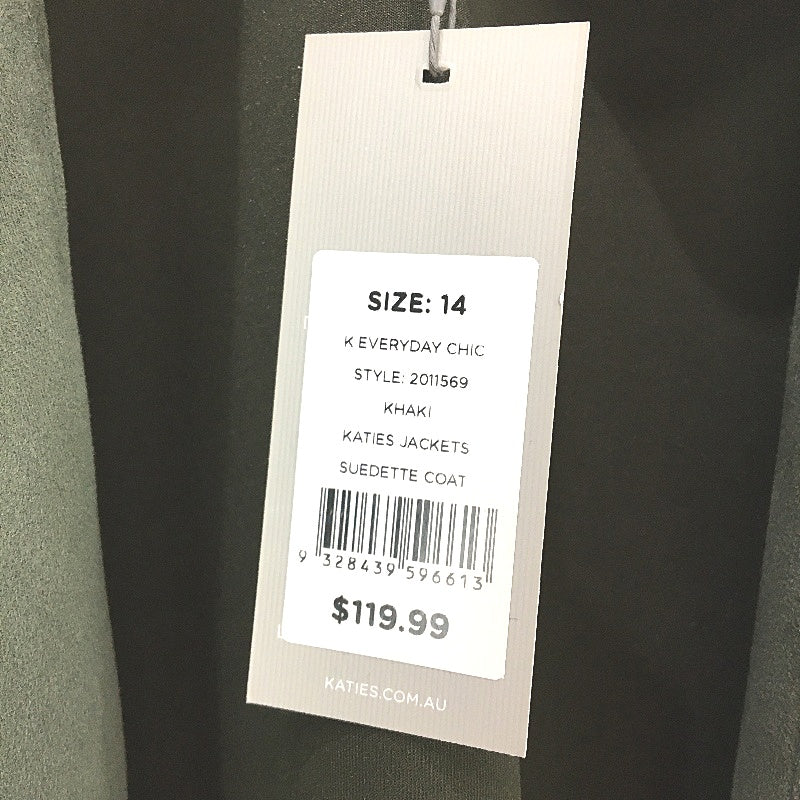 SIZE: 14
K EVERYDAY CHIC
STYLE: 2011569
KHAKI
KATIES JACKETS
SUEDETTE COAT
9 328439 596613
$119.99
KATIES.COM.AU